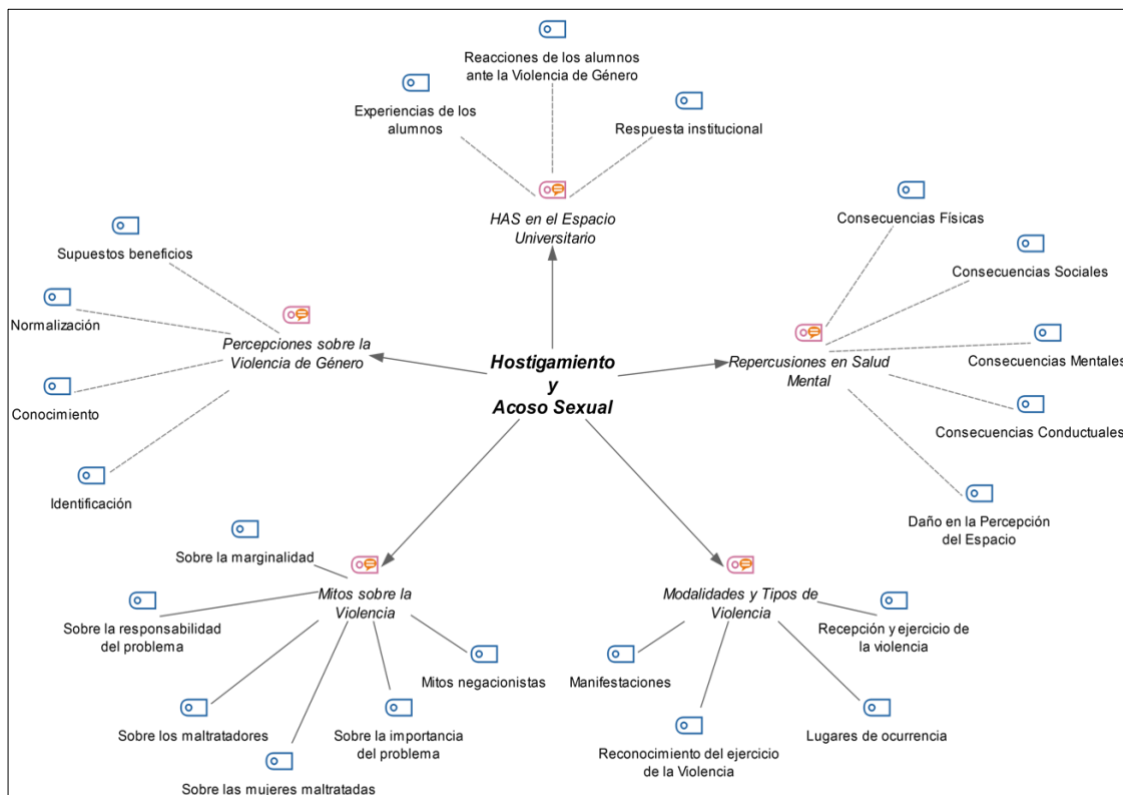 Reacciones de los alumnos
ante la Violencia de Género
Experiencias de los
alumnos
Respuesta institucional
HAS en el Espacio
Universitario
Supuestos beneficios
Normalización
Conocimiento
Identificación
Percepciones sobre la
Violencia de Género
Hostigamiento
y
Acoso Sexual
Consecuencias Físicas
Consecuencias Sociales
Consecuencias Mentales
Consecuencias Conductuales
Daño en la Percepción
del Espacio
Repercusiones en Salud
Mental
Sobre la marginalidad
Mitos sobre la
Violencia
Sobre la responsabilidad
del problema
Sobre los maltratadores
Sobre las mujeres maltratadas
Sobre la importancia
del problema
Mitos negacionistas
Modalidades y Tipos de
Violencia
Manifestaciones
Reconocimiento del ejercicio
de la Violencia
Lugares de ocurrencia
Recepción y ejercicio de
la violencia